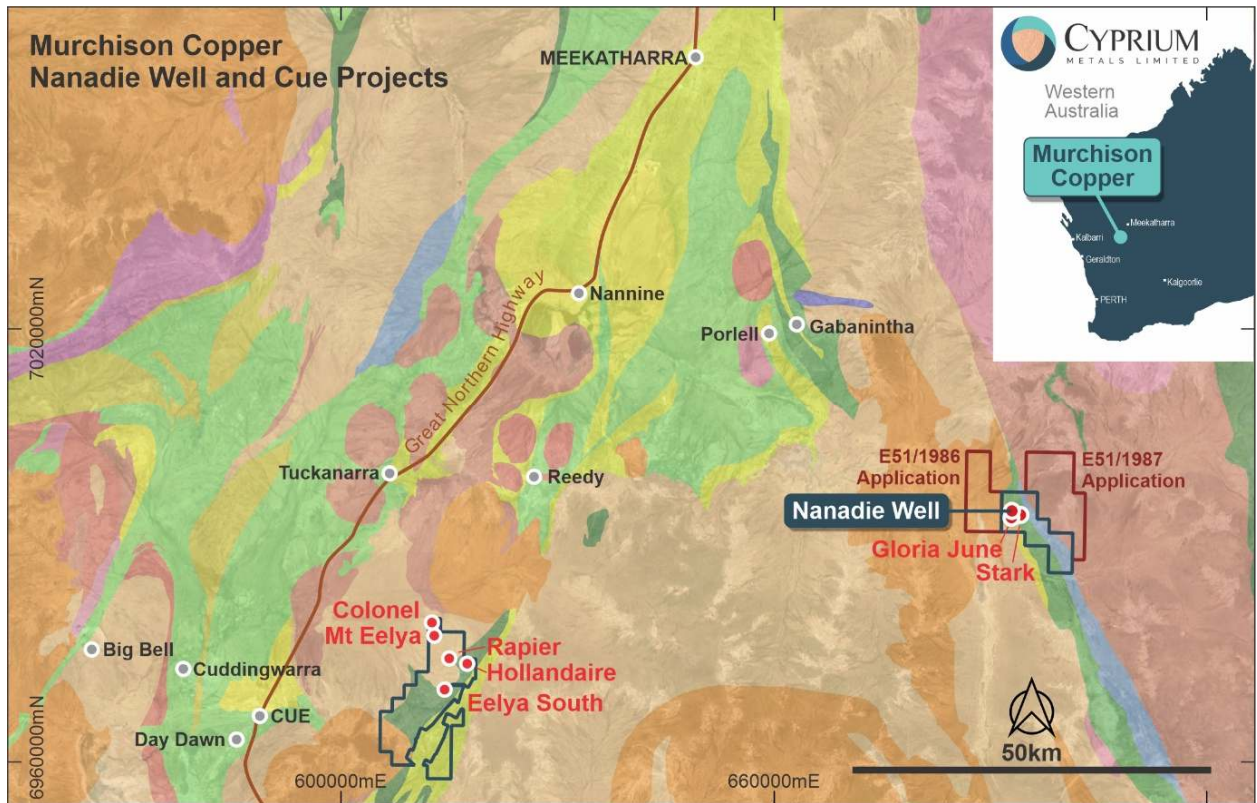 Murchison Copper
Nanadie Well and Cue Projects
MEEKATHARRA
CYPRIUM
METALS LIMITED
Western
Australia
Murchison
Copper
Meekatharra
Kalbarri
Geraldton
Kalgoorlie
PERTH
7020000mN
Great Northern Highway
Nannine
Porlell
Gabanintha
Tuckanarra
Reedy
E51/1986
Application
E51/1987
Application
Nanadie Well
Gloria June
Stark
Colonel
Mt Eelya
Rapier
Hollandaire
Eelya South
Big Bell
Cuddingwarra
CUE
Day Dawn
6960000mN
600000mE
660000mE
50km